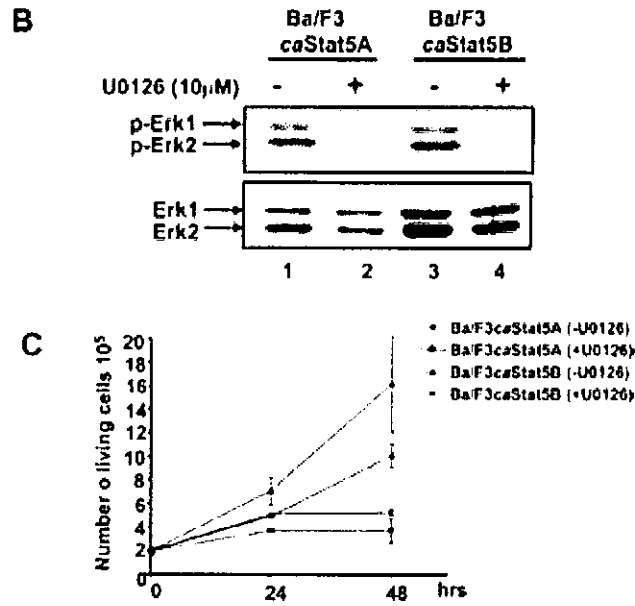 B
Ba/F3 Ba/F3
caStat5A caStat5B
U0126 (10µM) - + - +
p-Erk1
p-Erk2
Erk1
Erk2
1 2 3 4
C
Number o living cells 10⁵
20
18
16
14
12
10
8
6
4
2
0
0 24 48 hrs
Ba/F3caStat5A (-U0126)
Ba/F3caStat5A (+U0126)
Ba/F3caStat5B (-U0126)
Ba/F3caStat5B (+U0126)